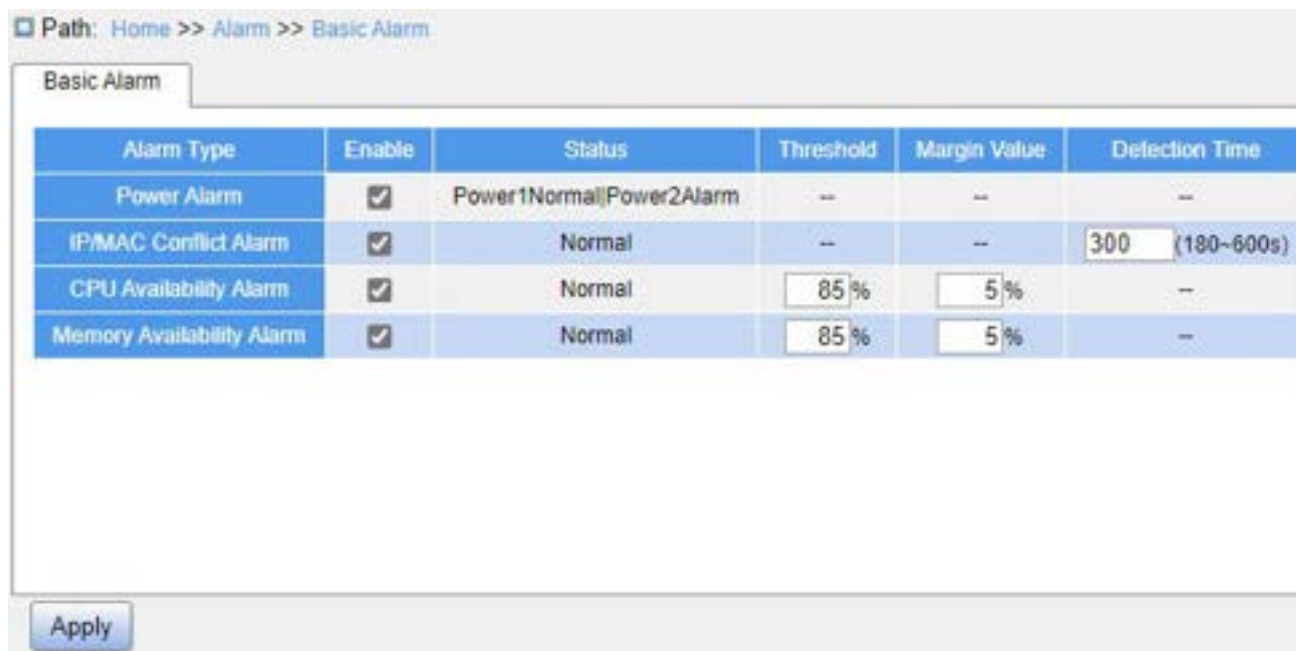 Path: Home >> Alarm >> Basic Alarm
Basic Alarm
Alarm Type Enable Status Threshold Margin Value Detection Time
Power Alarm Power1Normal|Power2Alarm -- -- --
IP/MAC Conflict Alarm Normal -- -- 300 (180~600s)
CPU Availability Alarm Normal 85 % 5 % --
Memory Availability Alarm Normal 85 % 5 % --
Apply